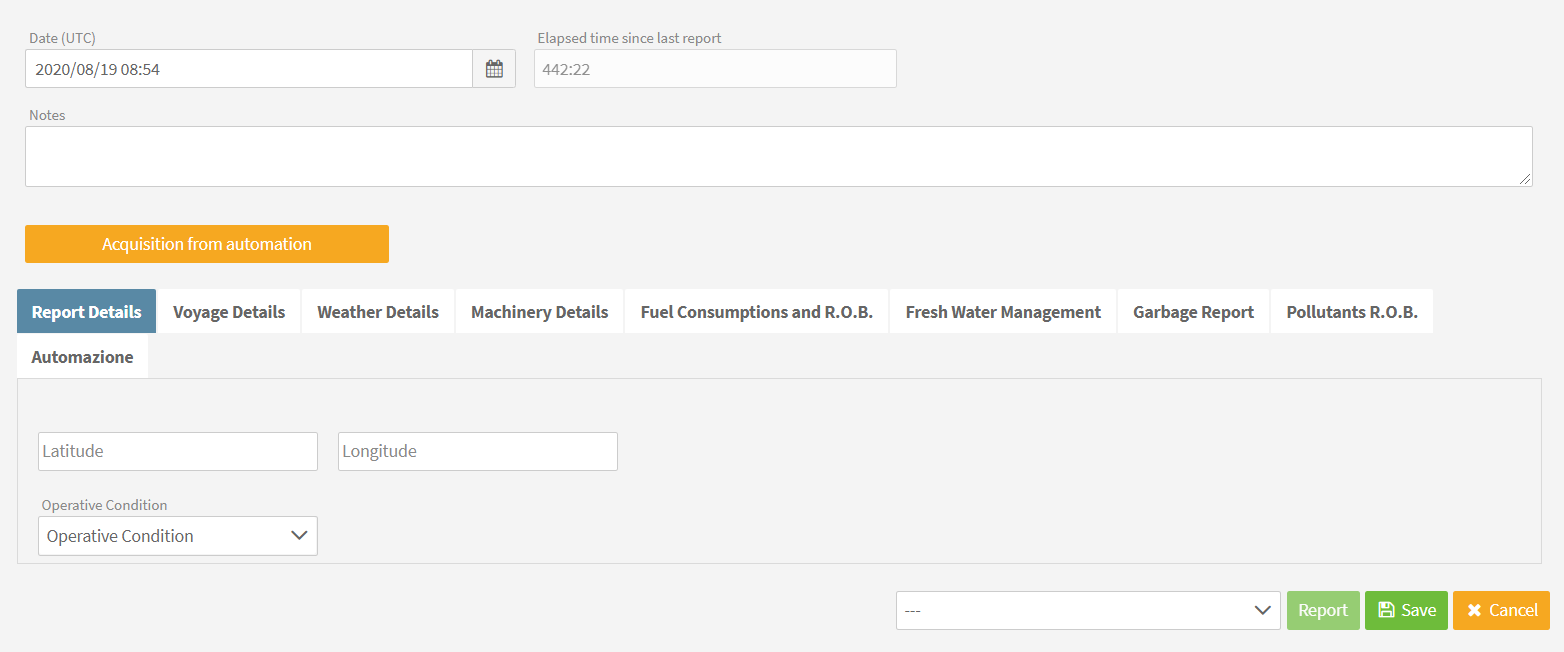 Date (UTC) Elapsed time since last report
2020/08/19 08:54 442:22
Notes
Acquisition from automation
Report Details Voyage Details Weather Details Machinery Details Fuel Consumptions and R.O.B. Fresh Water Management Garbage Report Pollutants R.O.B.
Automazione
Latitude Longitude
Operative Condition
Operative Condition
--- Report Save Cancel